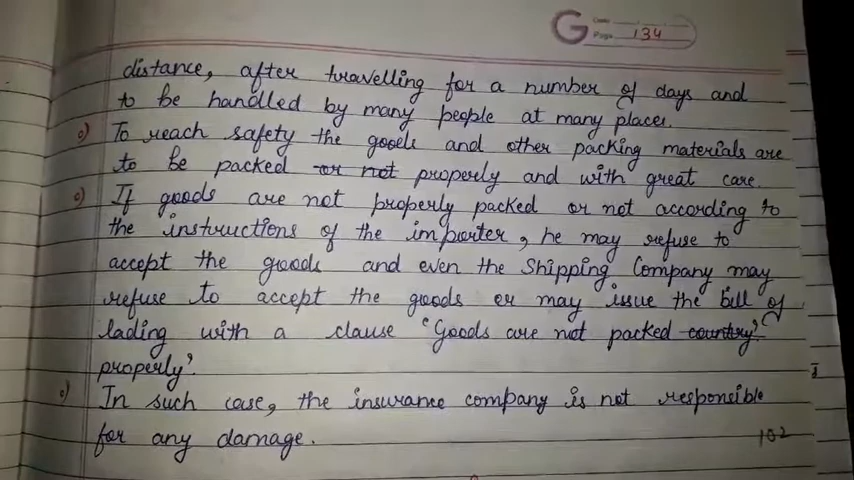 G Date
Page 134
distance, after travelling for a number of days and
to be handled by many people at many places.
To reach safety the goods and other packing materials are
to be packed or not properly and with great care.
If goods are not properly packed or not according to
the instructions of the importer, he may refuse to
accept the goods and even the Shipping Company may
refuse to accept the goods or may issue the bill of
lading with a clause "Goods are not packed country'
properly'.
In such case, the insurance company is not responsible
for any damage.
102